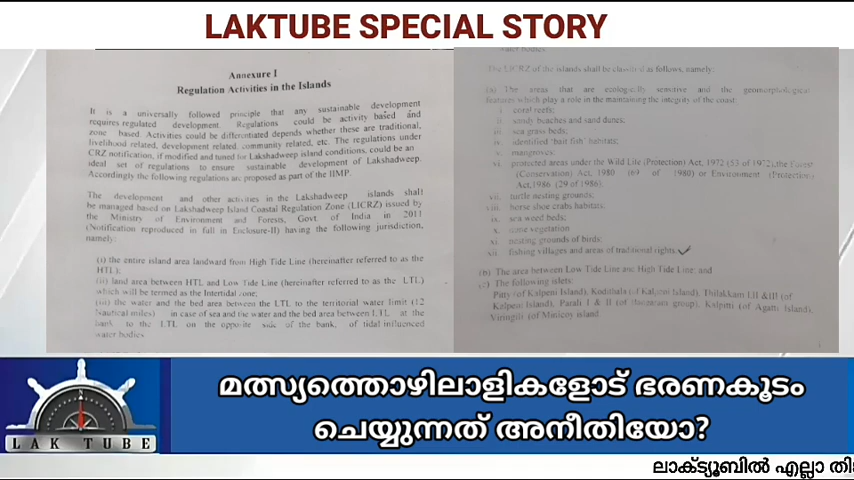 LAKTUBE SPECIAL STORY
Annexure I
Regulation Activities in the Islands
It is a universally followed principle that any sustainable development
requires regulated development. Regulations could be activity based and
zone based. Activities could be differentiated depends whether these are traditional,
livelihood related, development related, community related, etc. The regulations under
CRZ notification, if modified and tuned for Lakshadweep island conditions, could be an
ideal set of regulations to ensure sustainable development of Lakshadweep.
Accordingly the following regulations are proposed as part of the IIMP.
The development and other activities in the Lakshadweep islands shall
be managed based on Lakshadweep Island Coastal Regulation Zone (LICRZ) issued by
the Ministry of Environment and Forests, Govt of India in 2011
(Notification reproduced in full in Enclosure-II) having the following jurisdiction,
namely:
(i) the entire island landward from High Tide Line (hereinafter referred to as the
HTL);
(ii) land area between HTL and Low Tide Line (hereinafter referred to as the LTL)
which will be termed as the Intertidal zone;
(iii) the water and the bed area between the LTL to the territorial water limit (12
Nautical miles) in case of sea and the water and the bed area between LTL at the
bank to the LTL on the opposite side of the bank, of tidal influenced
water bodies
water bodies
The LICRZ of the islands shall be classified as follows, namely:
(a) The areas that are ecologically sensitive and the geomorphological
features which play a role in the maintaining the integrity of the coast:
i. coral reefs;
ii. sandy beaches and sand dunes;
iii. sea grass beds;
iv. identified 'bait fish' habitats;
v. mangroves;
vi. protected areas under the Wild Life (Protection) Act, 1972 (53 of 1972), the Forest
(Conservation) Act, 1980 (69 of 1980) or Environment (Protection)
Act,1986 (29 of 1986).
vii. turtle nesting grounds;
viii. horse shoe crabs habitats;
ix. sea weed beds;
x. vegetation
xi nesting grounds of birds;
xii fishing villages and areas of traditional rights ✓
(b) The area between Low Tide Line and High Tide Line; and
(c) The following islets:
Pitty (of Kalpeni Island), Kodithala (of Kalpeni Island), Thilakkam I,II &III (of
Kalpeni Island), Parali I & II (of group), Kalpitti (of Agatti Island),
Viringili (of Minicoy island
LAK TUBE
മത്സ്യത്തൊഴിലാളികളോട് ഭരണകൂടം
ചെയ്യുന്നത് അനീതിയോ?
ലാക്ട്യൂബിൽ എല്ലാ